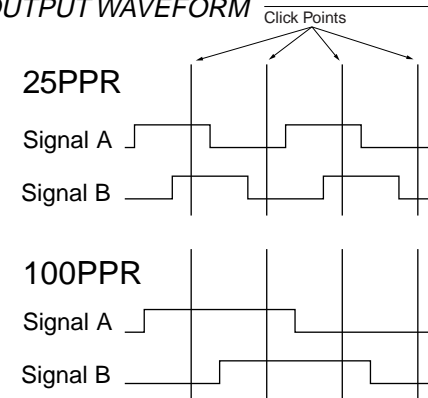 OUTPUT WAVEFORM
Click Points
25PPR
Signal A
Signal B
100PPR
Signal A
Signal B